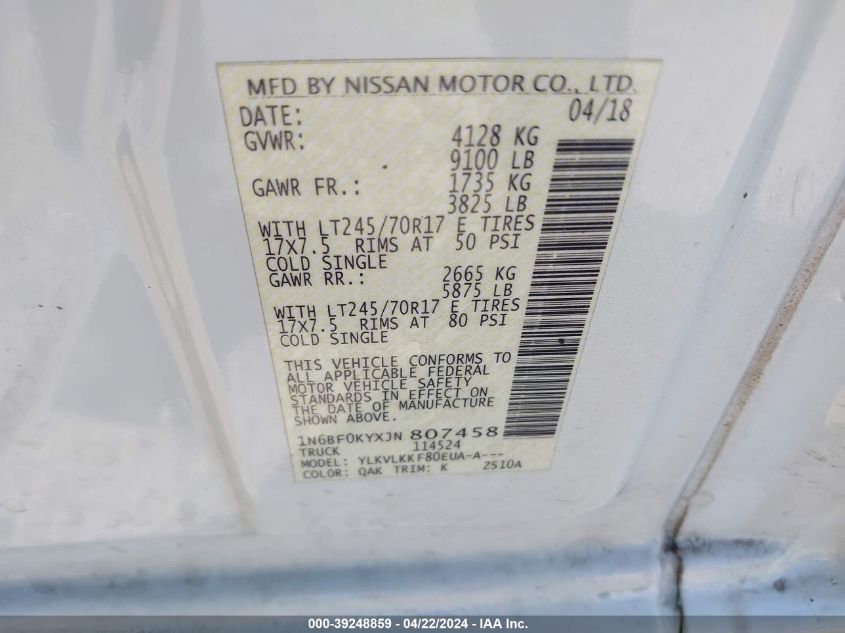 MFD BY NISSAN MOTOR CO., LTD.
DATE: 04/18
GVWR: 4128 KG
9100 LB
GAWR FR.: 1735 KG
3825 LB
WITH LT245/70R17 E TIRES
17X7.5 RIMS AT 50 PSI
COLD SINGLE
GAWR RR.: 2665 KG
5875 LB
WITH LT245/70R17 E TIRES
17X7.5 RIMS AT 80 PSI
COLD SINGLE
THIS VEHICLE CONFORMS TO
ALL APPLICABLE FEDERAL
MOTOR VEHICLE SAFETY
STANDARDS IN EFFECT ON
THE DATE OF MANUFACTURE
SHOWN ABOVE.
1N6BF0KYXJN 807458
TRUCK 114524
MODEL: YLKVLKKF80EUA-A---
COLOR: QAK TRIM: K ZS10A
000-39248859 - 04/22/2024 - IAA Inc.